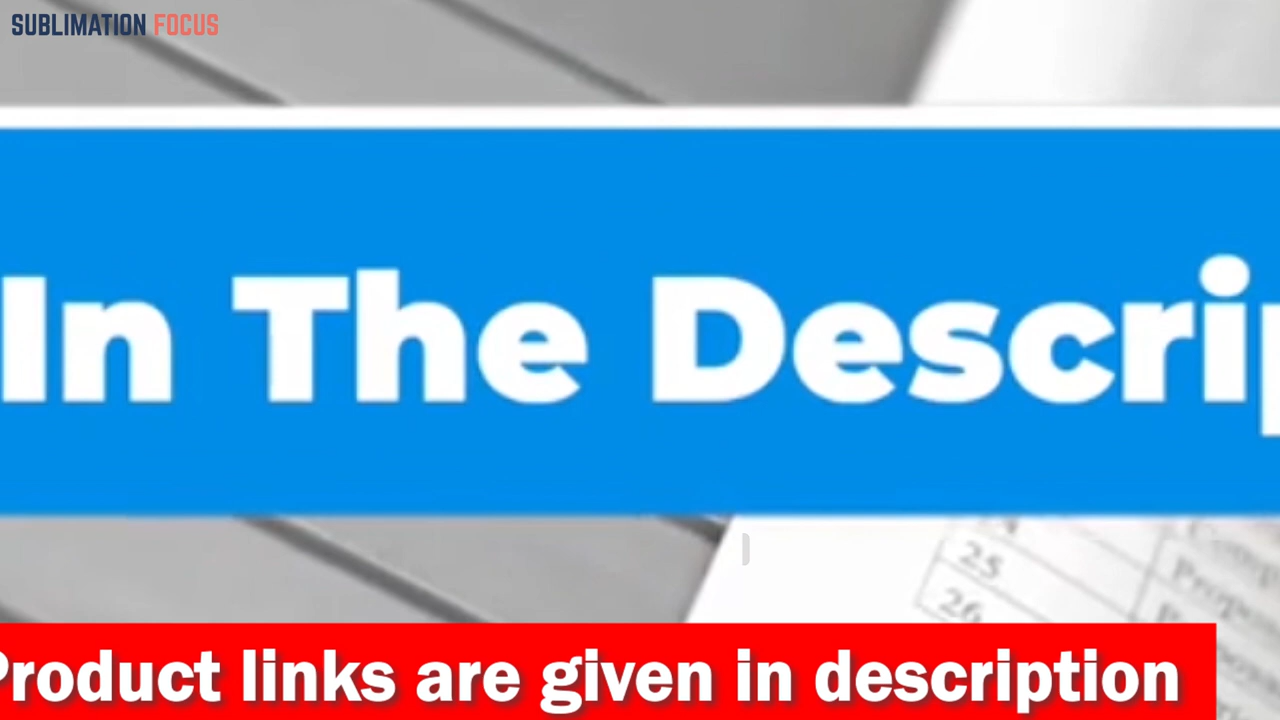 SUBLIMATION FOCUS
In The Descrip
25
26
Product links are given in description